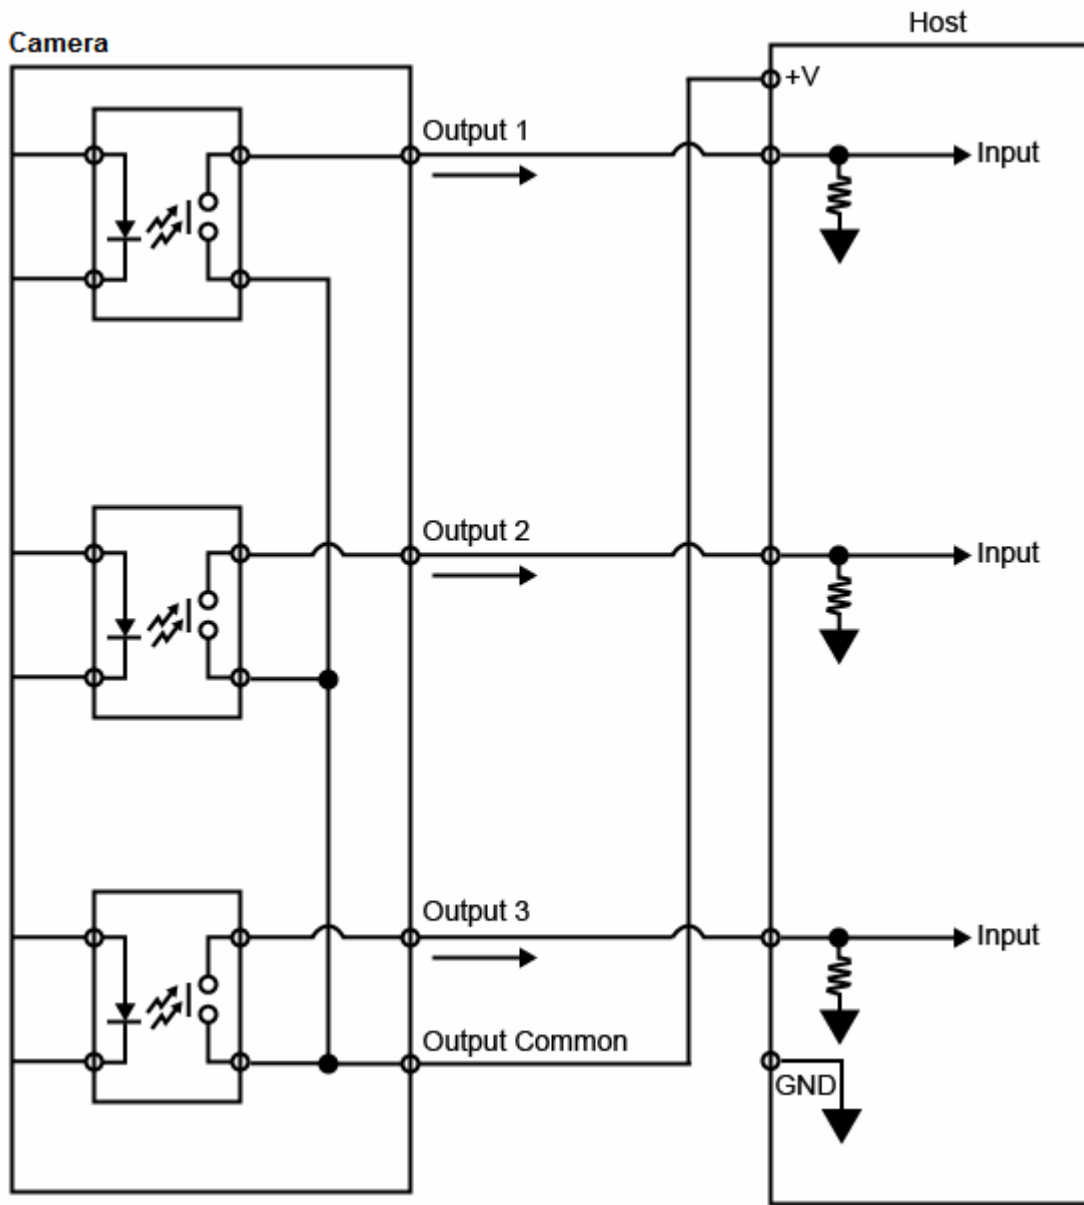 Host
Camera
+V
Output 1
Input
Output 2
Input
Output 3
Input
Output Common
GND